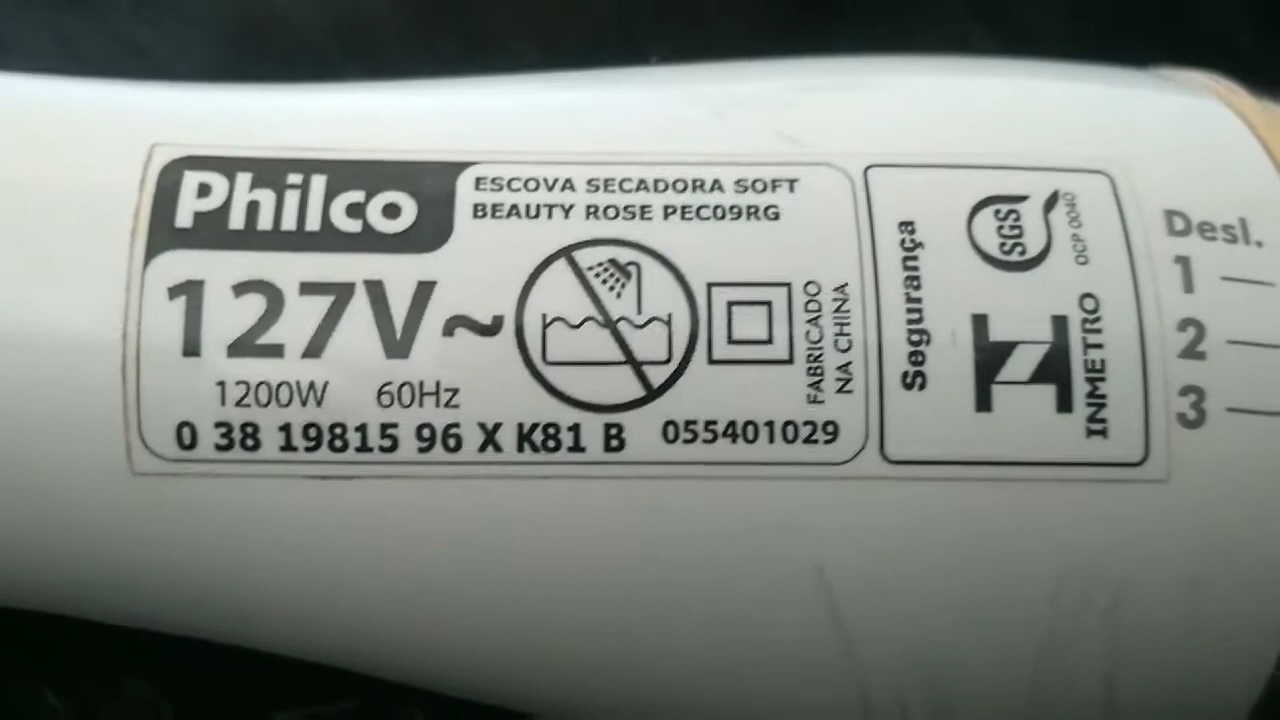 Philco
ESCOVA SECADORA SOFT
BEAUTY ROSE PEC09RG
127V~
1200W 60Hz
FABRICADO
NA CHINA
0 38 19815 96 X K81 B 055401029
Segurança
SGS
OCP 0040
INMETRO
Desl.
1
2
3